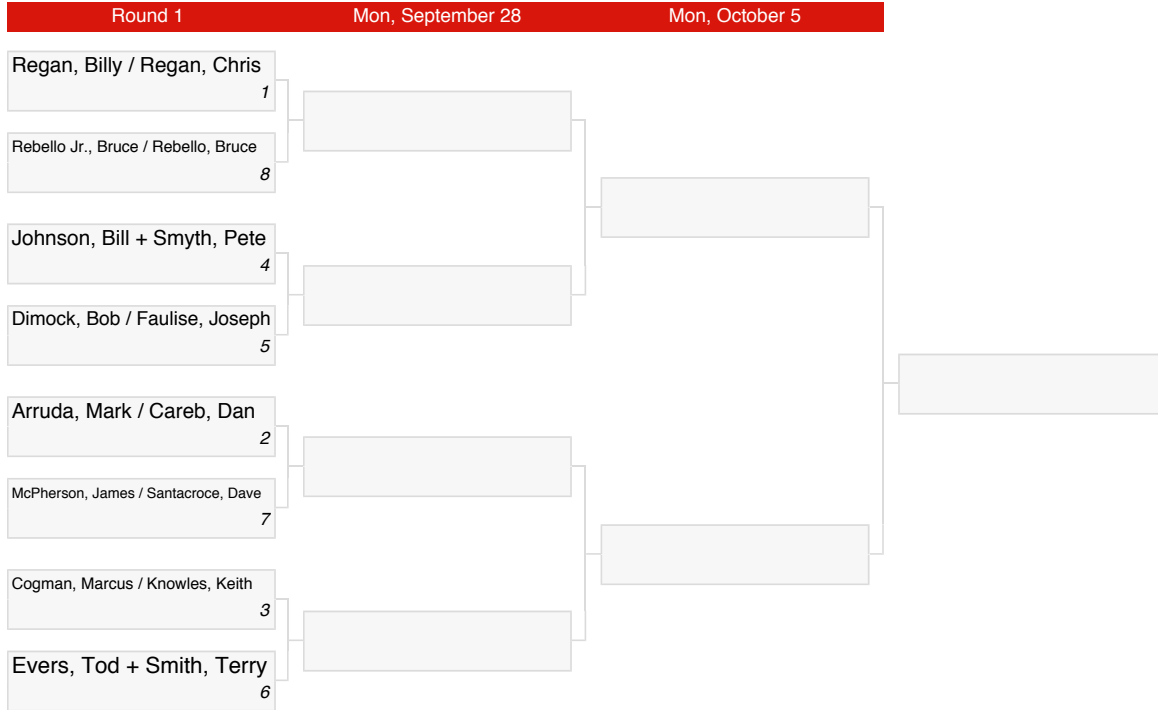 Round 1
Mon, September 28
Mon, October 5
Regan, Billy / Regan, Chris
1
Rebello Jr., Bruce / Rebello, Bruce
8
Johnson, Bill + Smyth, Pete
4
Dimock, Bob / Faulise, Joseph
5
Arruda, Mark / Careb, Dan
2
McPherson, James / Santacroce, Dave
7
Cogman, Marcus / Knowles, Keith
3
Evers, Tod + Smith, Terry
6